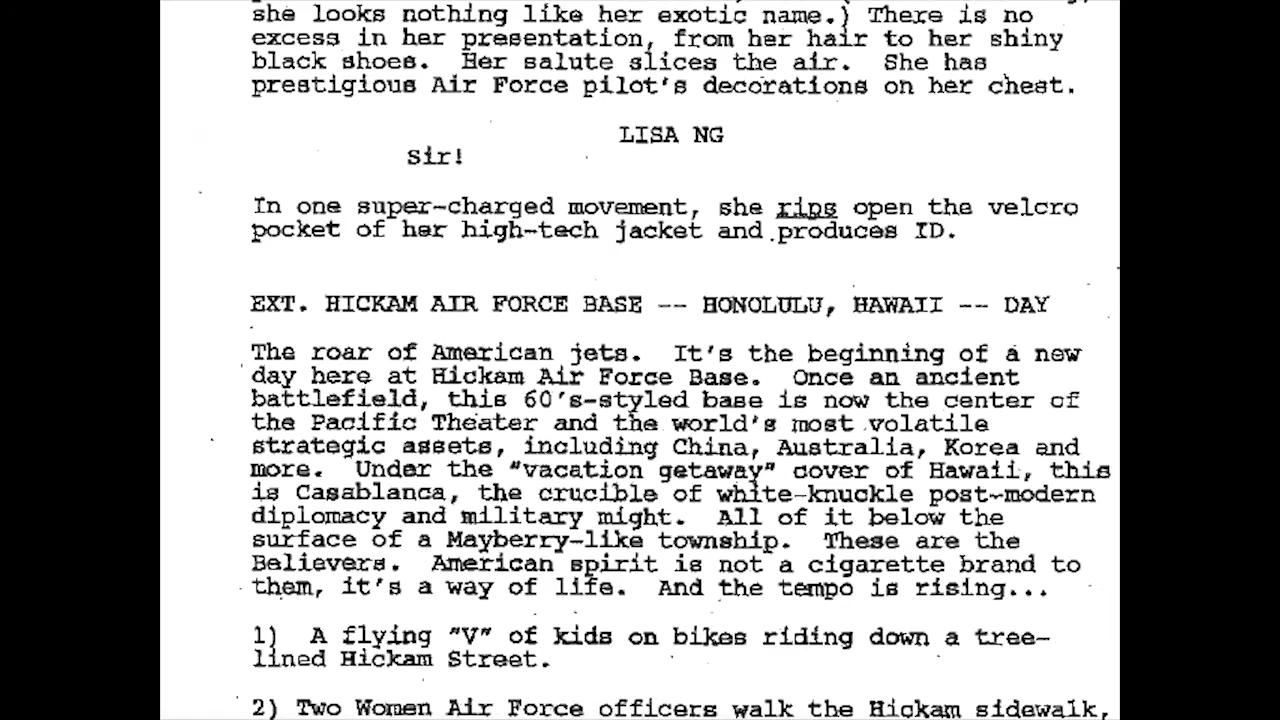 she looks nothing like her exotic name.) There is no
excess in her presentation, from her hair to her shiny
black shoes. Her salute slices the air. She has
prestigious Air Force pilot's decorations on her chest.
LISA NG
Sir!
In one super-charged movement, she rips open the velcro
pocket of her high-tech jacket and produces ID.
EXT. HICKAM AIR FORCE BASE -- HONOLULU, HAWAII -- DAY
The roar of American jets. It's the beginning of a new
day here at Hickam Air Force Base. Once an ancient
battlefield, this 60's-styled base is now the center of
the Pacific Theater and the world's most volatile
strategic assets, including China, Australia, Korea and
more. Under the "vacation getaway" cover of Hawaii, this
is Casablanca, the crucible of white-knuckle post-modern
diplomacy and military might. All of it below the
surface of a Mayberry-like township. These are the
Believers. American spirit is not a cigarette brand to
them, it's a way of life. And the tempo is rising...
1) A flying "V" of kids on bikes riding down a tree-
lined Hickam Street.
2) Two Women Air Force officers walk the Hickam sidewalk,